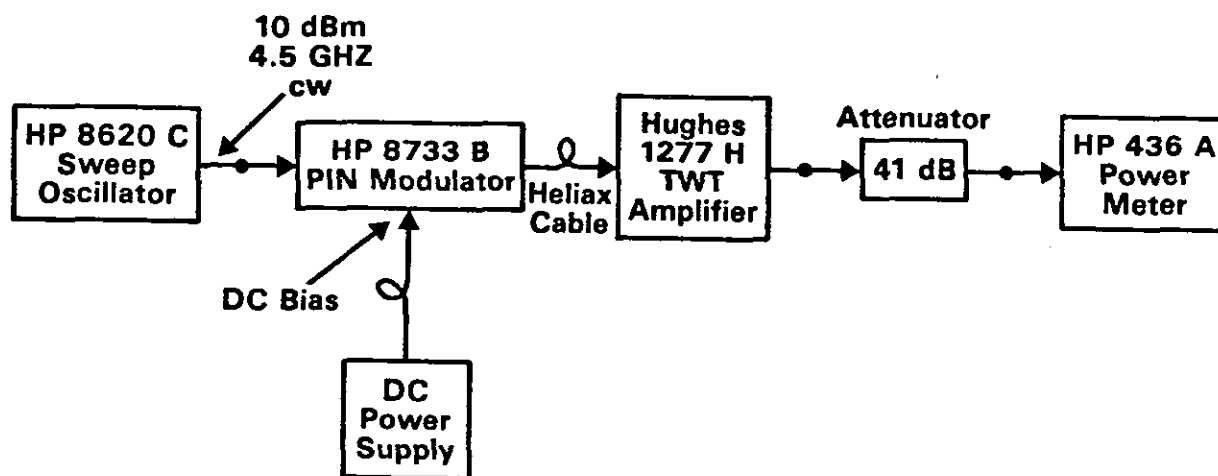 10 dBm
4.5 GHZ
cw
HP 8620 C
Sweep
Oscillator
HP 8733 B
PIN Modulator
Heliax
Cable
Hughes
1277 H
TWT
Amplifier
Attenuator
41 dB
HP 436 A
Power
Meter
DC Bias
DC
Power
Supply